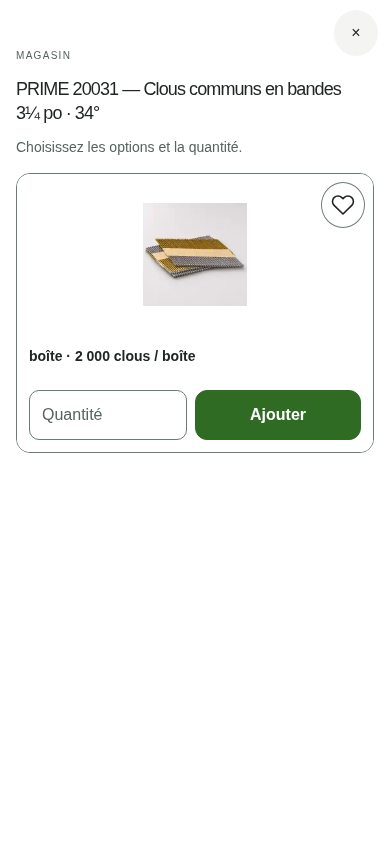 ×
MAGASIN
PRIME 20031 — Clous communs en bandes
3¼ po · 34°
Choisissez les options et la quantité.
boîte · 2 000 clous / boîte
Quantité
Ajouter